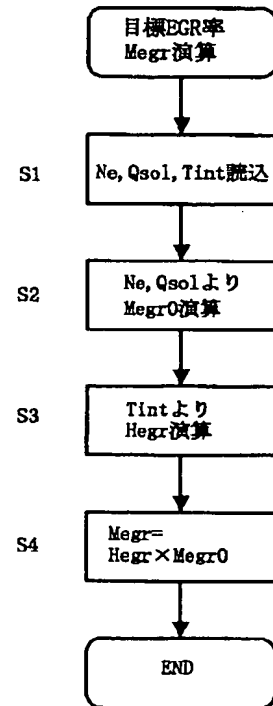 目標EGR率
Megr演算
S1
Ne,Qsol,Tint読込
S2
Ne,Qsolより
Megr0演算
S3
Tintより
Hegr演算
S4
Megr=
Hegr×Megr0
END